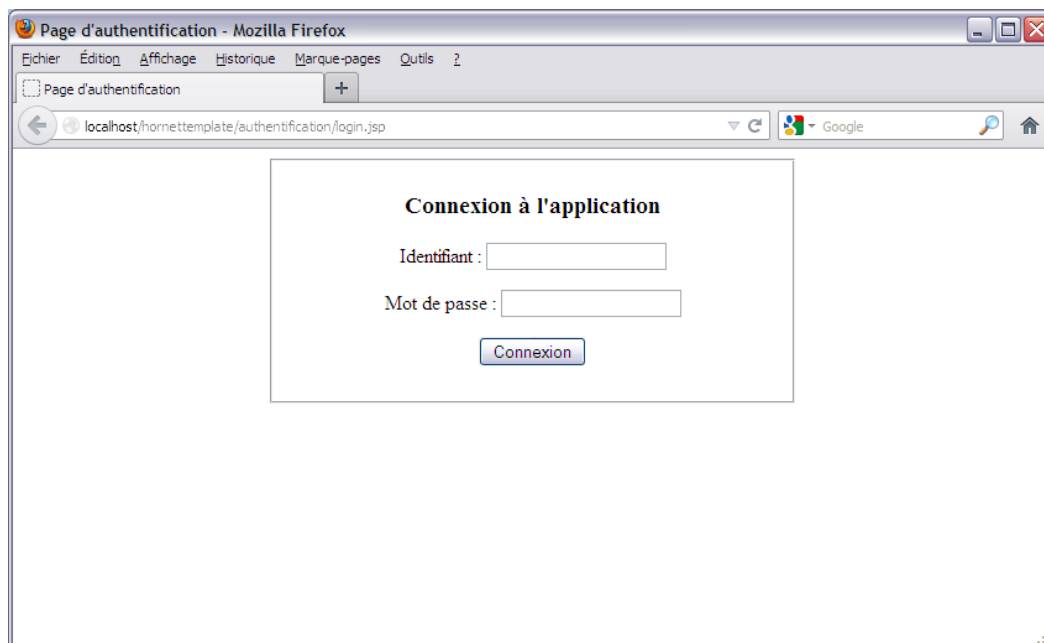 Page d'authentification - Mozilla Firefox
Fichier Édition Affichage Historique Marque-pages Outils ?
Page d'authentification +
localhost/hornettemplate/authentification/login.jsp Google
Connexion à l'application
Identifiant :
Mot de passe :
Connexion